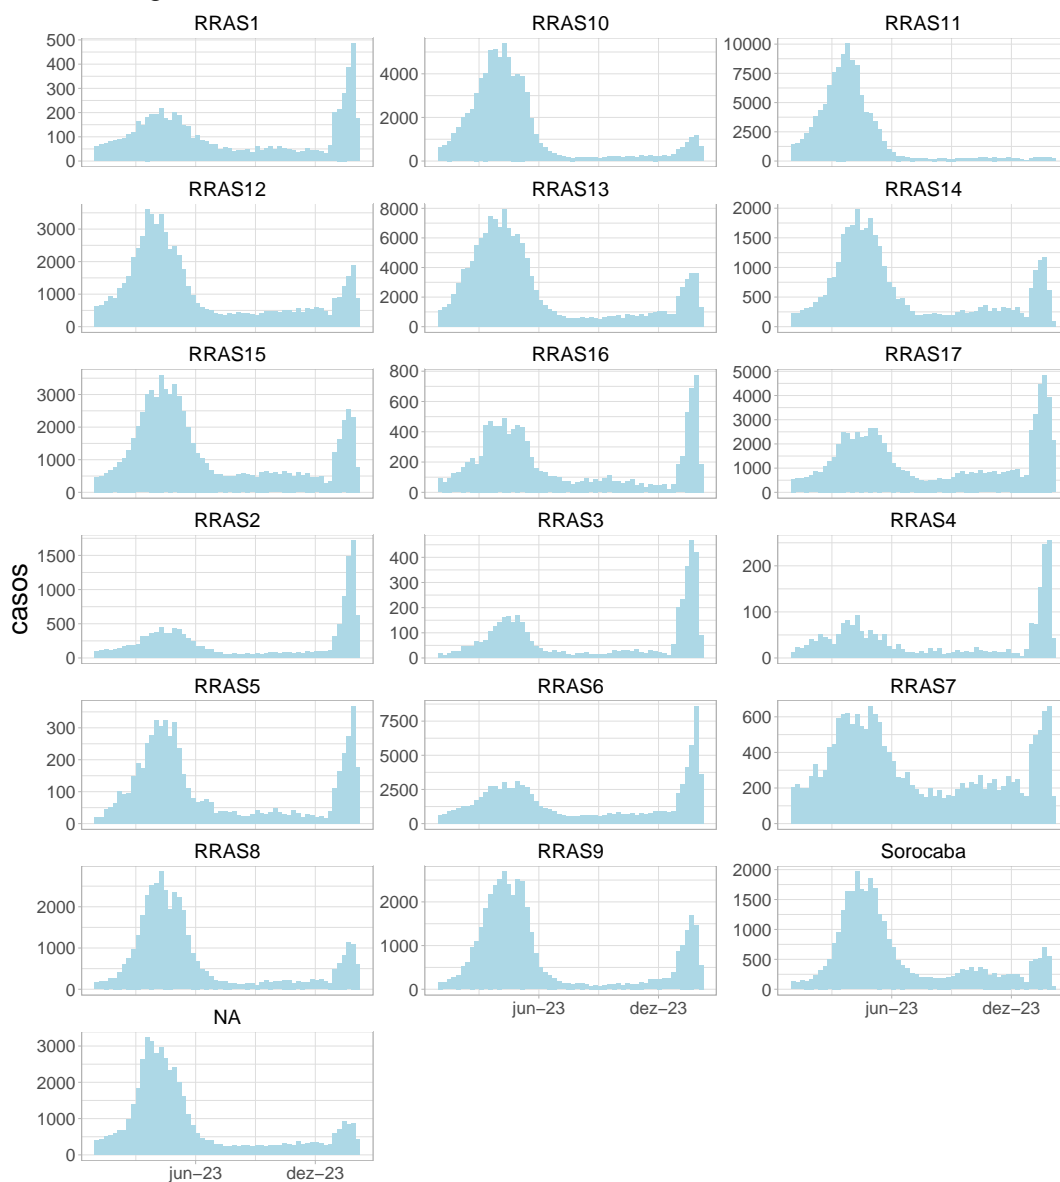 RRAS1 RRAS10 RRAS11
500 400 300 200 100 0
4000 2000 0
10000 7500 5000 2500 0
RRAS12 RRAS13 RRAS14
3000 2000 1000 0
8000 6000 4000 2000 0
2000 1500 1000 500 0
RRAS15 RRAS16 RRAS17
3000 2000 1000 0
800 600 400 200 0
5000 4000 3000 2000 1000 0
casos
RRAS2 RRAS3 RRAS4
1500 1000 500 0
400 300 200 100 0
200 100 0
RRAS5 RRAS6 RRAS7
300 200 100 0
7500 5000 2500 0
600 400 200 0
RRAS8 RRAS9 Sorocaba
2000 1000 0
2000 1000 0
2000 1500 1000 500 0
jun−23 dez−23 jun−23 dez−23
NA
3000 2000 1000 0
jun−23 dez−23